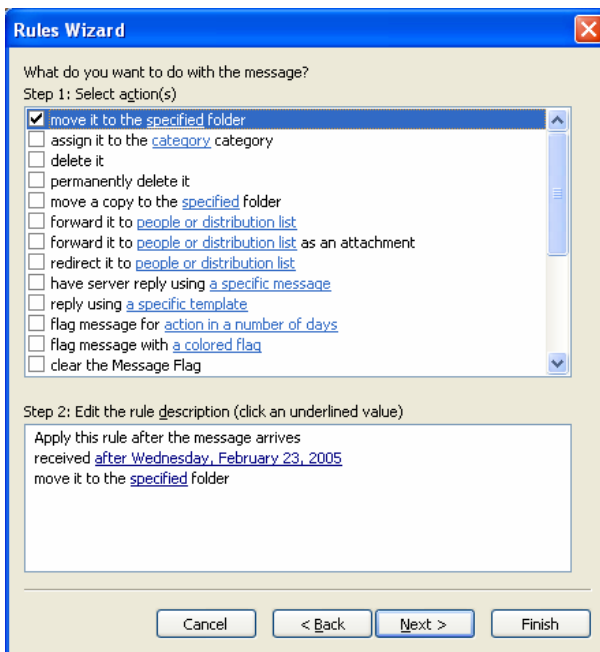 Rules Wizard
What do you want to do with the message?
Step 1: Select action(s)
move it to the specified folder
assign it to the category category
delete it
permanently delete it
move a copy to the specified folder
forward it to people or distribution list
forward it to people or distribution list as an attachment
redirect it to people or distribution list
have server reply using a specific message
reply using a specific template
flag message for action in a number of days
flag message with a colored flag
clear the Message Flag
Step 2: Edit the rule description (click an underlined value)
Apply this rule after the message arrives
received after Wednesday, February 23, 2005
move it to the specified folder
Cancel < Back Next > Finish